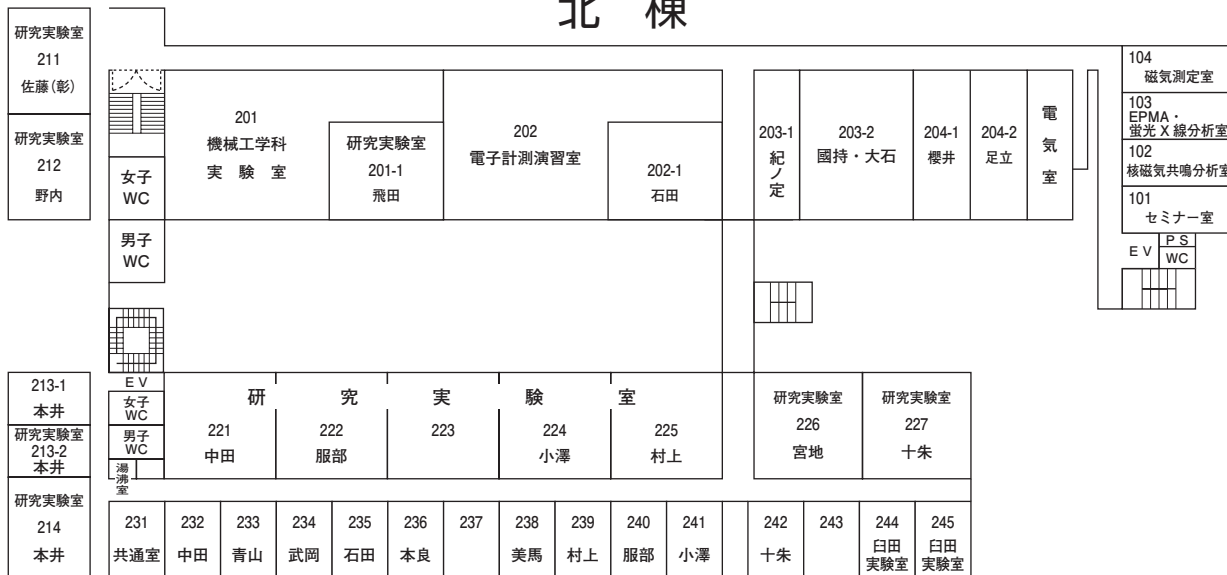 北 棟
研究実験室
211
佐藤（彰）
研究実験室
212
野内
女子
WC
男子
WC
201
機械工学科
実 験 室
研究実験室
201-1
飛田
202
電子計測演習室
202-1
石田
203-1
紀ノ定
203-2
國持・大石
204-1
櫻井
204-2
足立
電気室
104
磁気測定室
103
EPMA・
蛍光 X 線分析室
102
核磁気共鳴分析室
101
セミナー室
E V
P S
WC
213-1
本井
研究実験室
213-2
本井
研究実験室
214
本井
E V
女子
WC
男子
WC
湯沸室
研 究 実 験 室
221
中田
222
服部
223
224
小澤
225
村上
研究実験室
226
宮地
研究実験室
227
十朱
231
共通室
232
中田
233
青山
234
武岡
235
石田
236
本良
237
238
美馬
239
村上
240
服部
241
小澤
242
十朱
243
244
臼田
実験室
245
臼田
実験室